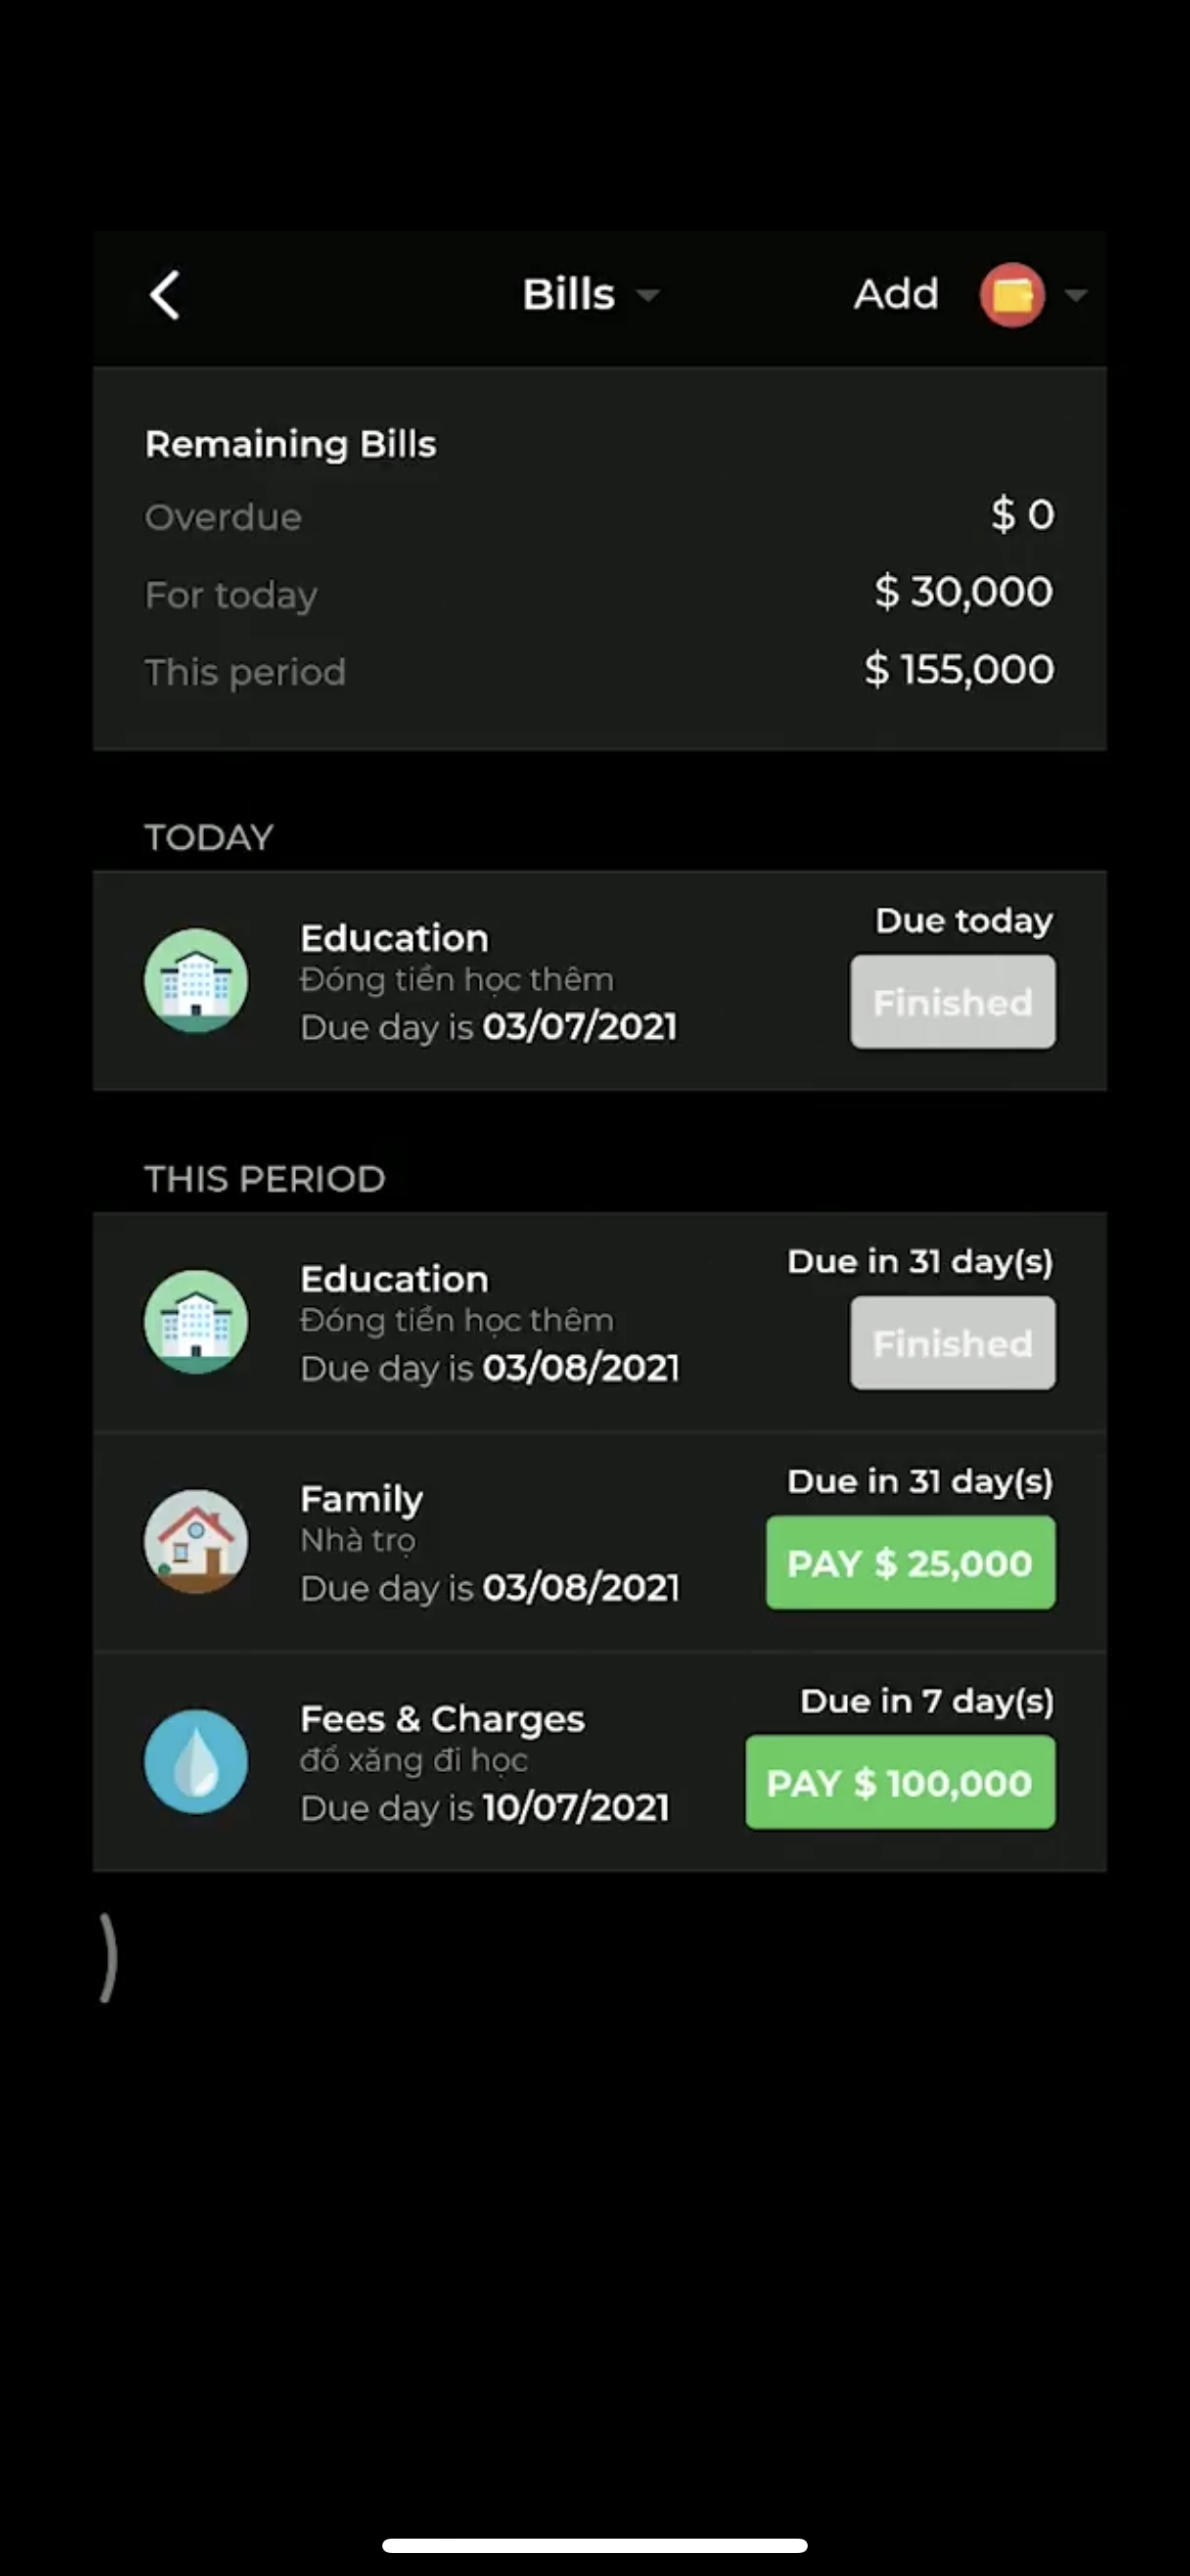 Bills
Add
Remaining Bills
Overdue
$ 0
For today
$ 30,000
This period
$ 155,000
TODAY
Education
Due today
Đóng tiền học thêm
Finished
Due day is 03/07/2021
THIS PERIOD
Education
Due in 31 day(s)
Đóng tiền học thêm
Finished
Due day is 03/08/2021
Family
Due in 31 day(s)
Nhà trọ
PAY $ 25,000
Due day is 03/08/2021
Fees & Charges
Due in 7 day(s)
đổ xăng đi học
PAY $ 100,000
Due day is 10/07/2021